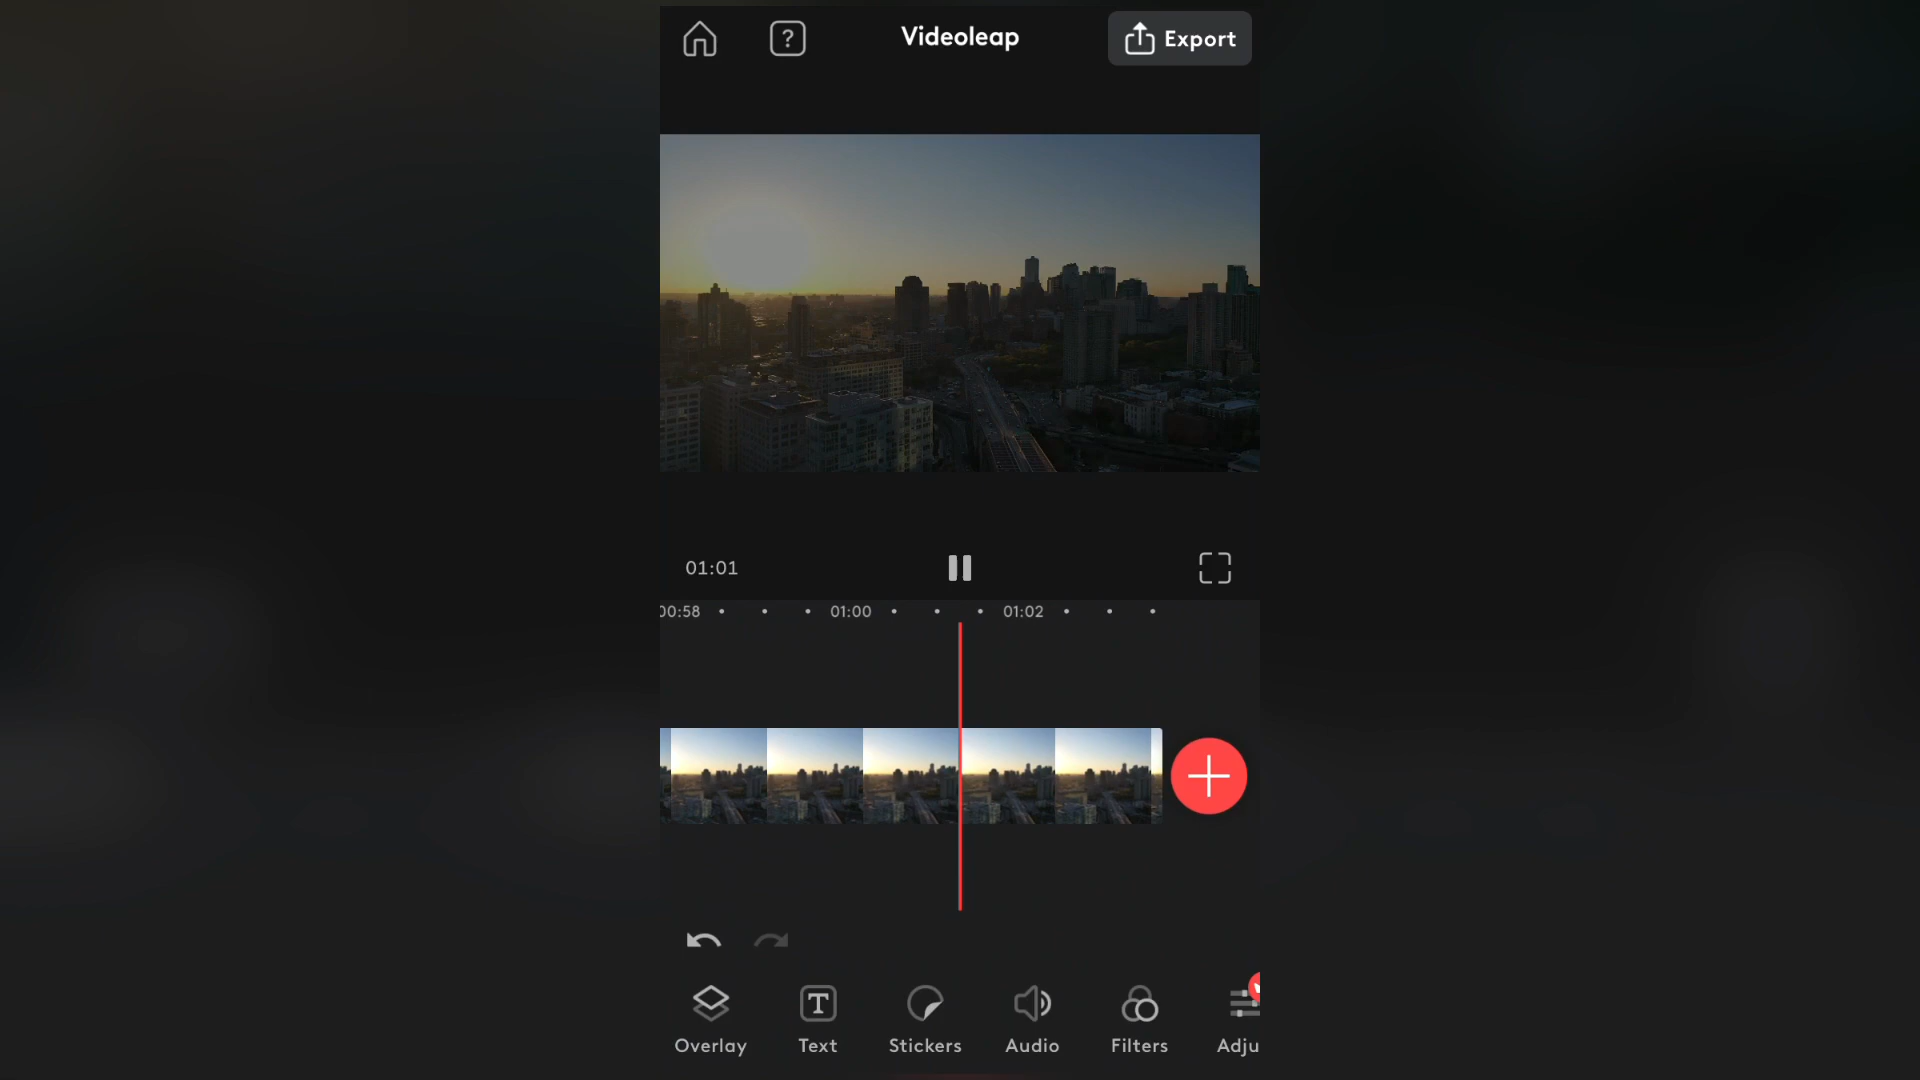 ?
Videoleap
Export
01:01
00:58
01:00
01:02
T
Overlay
Text
Stickers
Audio
Filters
Adju